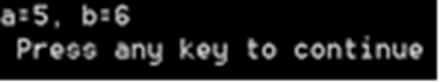 a=5, b=6
Press any key to continue